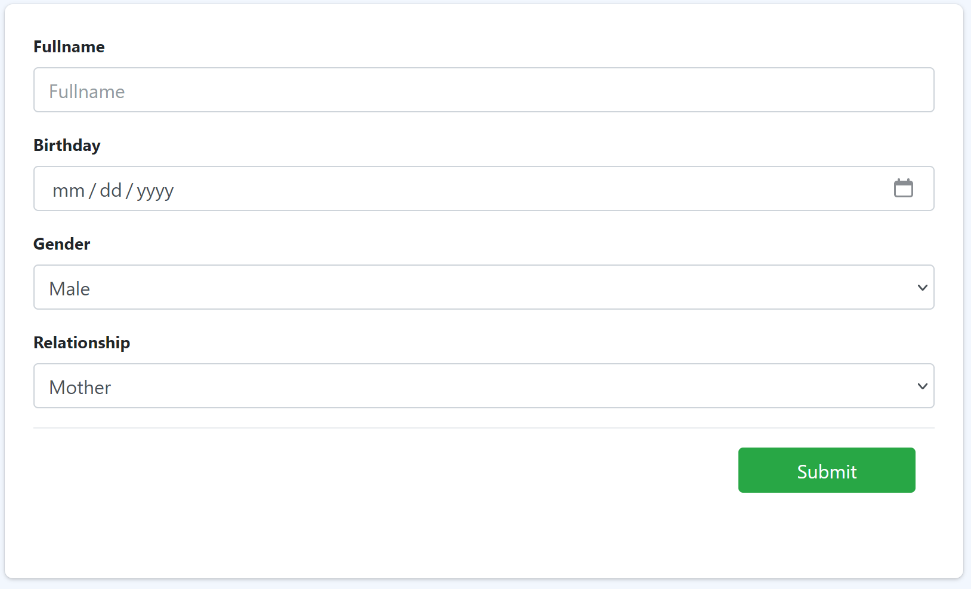 Fullname
Fullname
Birthday
mm/dd/yyyy
Gender
Male
Relationship
Mother
Submit